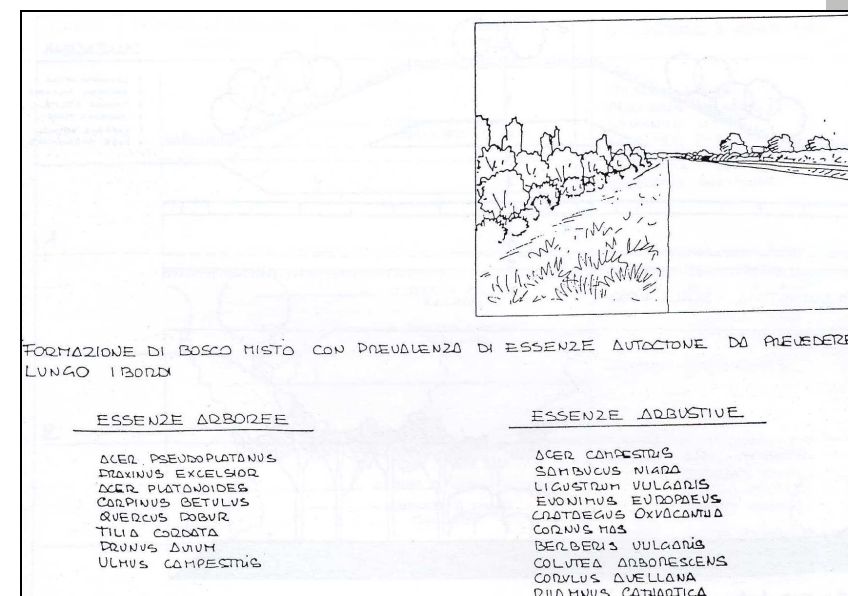 FORMAZIONE DI BOSCO MISTO CON PREVALENZA DI ESSENZE AUTOCTONE DA PREVEDERE
LUNGO I BORDI
ESSENZE ARBOREE
ACER PSEUDOPLATANUS
FRAXINUS EXCELSIOR
ACER PLATANOIDES
CARPINUS BETULUS
QUERCUS ROBUR
TILIA CORDATA
PRUNUS AVIUM
ULMUS CAMPESTRIS
ESSENZE ARBUSTIVE
ACER CAMPESTRIS
SAMBUCUS NIGRA
LIGUSTRUM VULGARIS
EVONIMUS EUROPAEUS
CRATAEGUS OXYACANTHA
CORNUS MAS
BERBERIS VULGARIS
COLUTEA ARBORESCENS
CORYLUS AVELLANA
RHAMNUS CATHARTICA